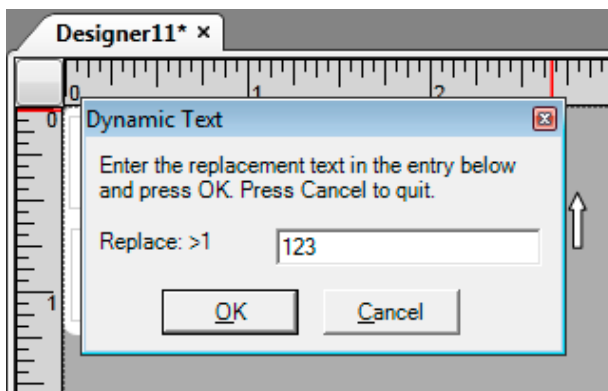 Designer11* ×
0 1 2
0
Dynamic Text
Enter the replacement text in the entry below
and press OK. Press Cancel to quit.
Replace: >1 123
1
OK Cancel